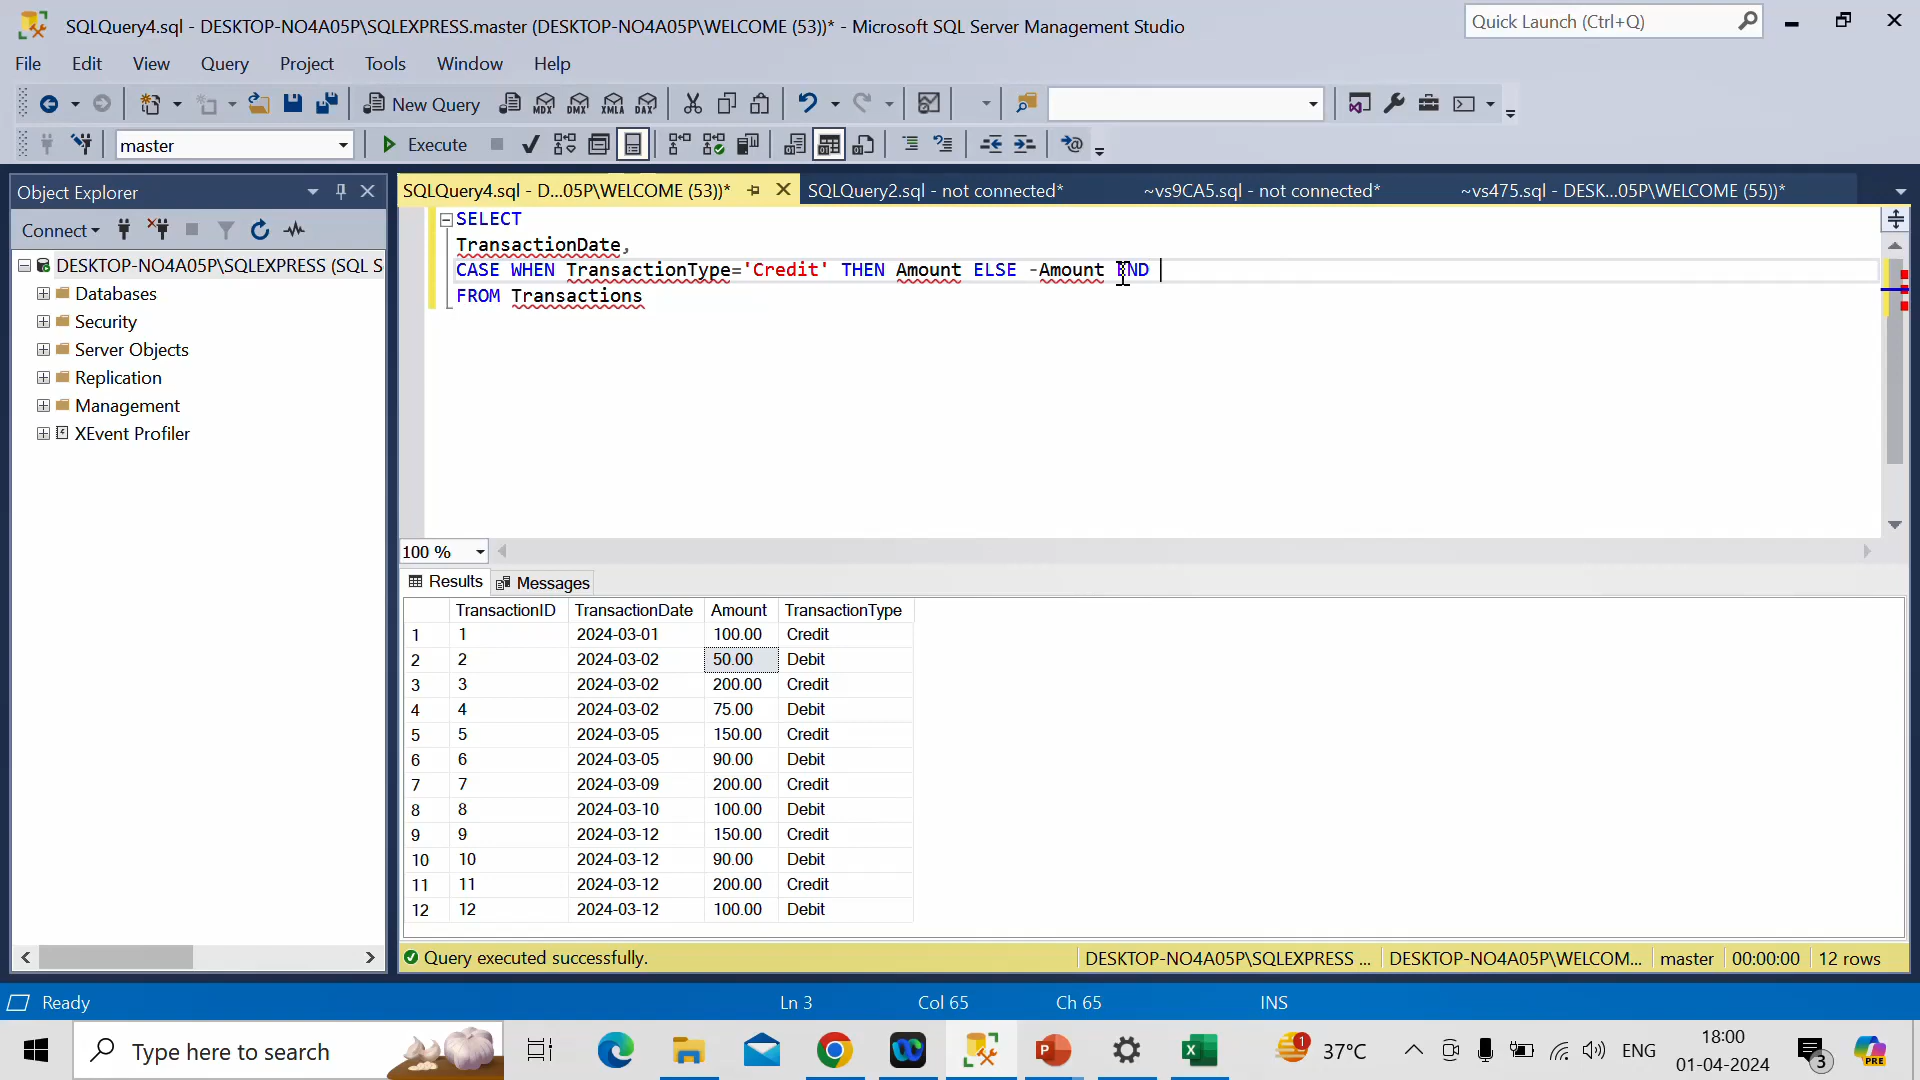 SQLQuery4.sql - DESKTOP-NO4A05P\SQLEXPRESS.master (DESKTOP-NO4A05P\WELCOME (53))* - Microsoft SQL Server Management Studio
Quick Launch (Ctrl+Q)
File Edit View Query Project Tools Window Help
New Query MDX DMX XMLA DAX
master Execute
Object Explorer
SQLQuery4.sql - D...05P\WELCOME (53))* SQLQuery2.sql - not connected* ~vs9CA5.sql - not connected* ~vs475.sql - DESK...05P\WELCOME (55))*
Connect
DESKTOP-NO4A05P\SQLEXPRESS (SQL S
Databases
Security
Server Objects
Replication
Management
XEvent Profiler
SELECT
TransactionDate,
CASE WHEN TransactionType='Credit' THEN Amount ELSE -Amount END
FROM Transactions
100 %
Results Messages
TransactionID TransactionDate Amount TransactionType
1 1 2024-03-01 100.00 Credit
2 2 2024-03-02 50.00 Debit
3 3 2024-03-02 200.00 Credit
4 4 2024-03-02 75.00 Debit
5 5 2024-03-05 150.00 Credit
6 6 2024-03-05 90.00 Debit
7 7 2024-03-09 200.00 Credit
8 8 2024-03-10 100.00 Debit
9 9 2024-03-12 150.00 Credit
10 10 2024-03-12 90.00 Debit
11 11 2024-03-12 200.00 Credit
12 12 2024-03-12 100.00 Debit
Query executed successfully. DESKTOP-NO4A05P\SQLEXPRESS ... DESKTOP-NO4A05P\WELCOM... master 00:00:00 12 rows
Ready Ln 3 Col 65 Ch 65 INS
Type here to search 1 37°C ENG 18:00 3 PRE
01-04-2024